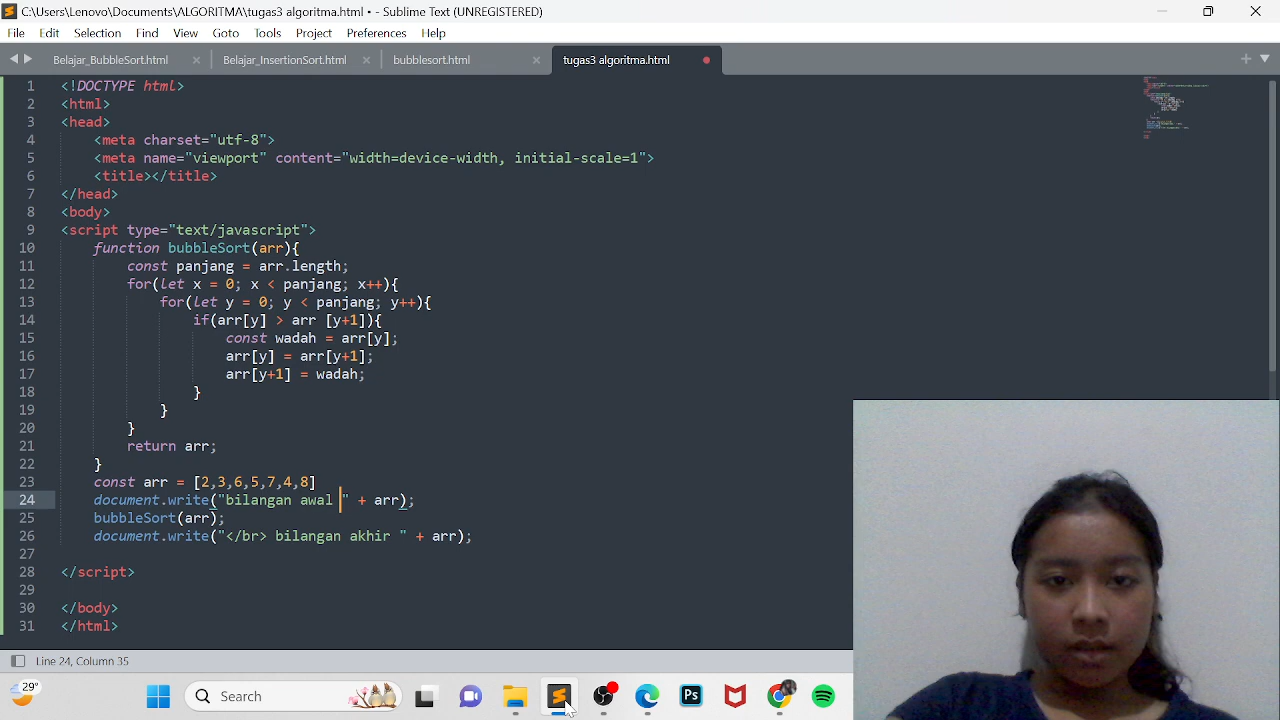 C:\Users\Lenovo\Documents\ALGORITMA\tugas3 algoritma.html • - Sublime Text (UNREGISTERED)
File Edit Selection Find View Goto Tools Project Preferences Help
Belajar_BubbleSort.html × Belajar_InsertionSort.html × bubblesort.html × tugas3 algoritma.html
1 <!DOCTYPE html>
2 <html>
3 <head>
4 <meta charset="utf-8">
5 <meta name="viewport" content="width=device-width, initial-scale=1">
6 <title></title>
7 </head>
8 <body>
9 <script type="text/javascript">
10 function bubbleSort(arr){
11 const panjang = arr.length;
12 for(let x = 0; x < panjang; x++){
13 for(let y = 0; y < panjang; y++){
14 if(arr[y] > arr [y+1]){
15 const wadah = arr[y];
16 arr[y] = arr[y+1];
17 arr[y+1] = wadah;
18 }
19 }
20 }
21 return arr;
22 }
23 const arr = [2,3,6,5,7,4,8]
24 document.write("bilangan awal " + arr);
25 bubbleSort(arr);
26 document.write("</br> bilangan akhir " + arr);
27
28 </script>
29
30 </body>
31 </html>
Line 24, Column 35
29° Search Ps